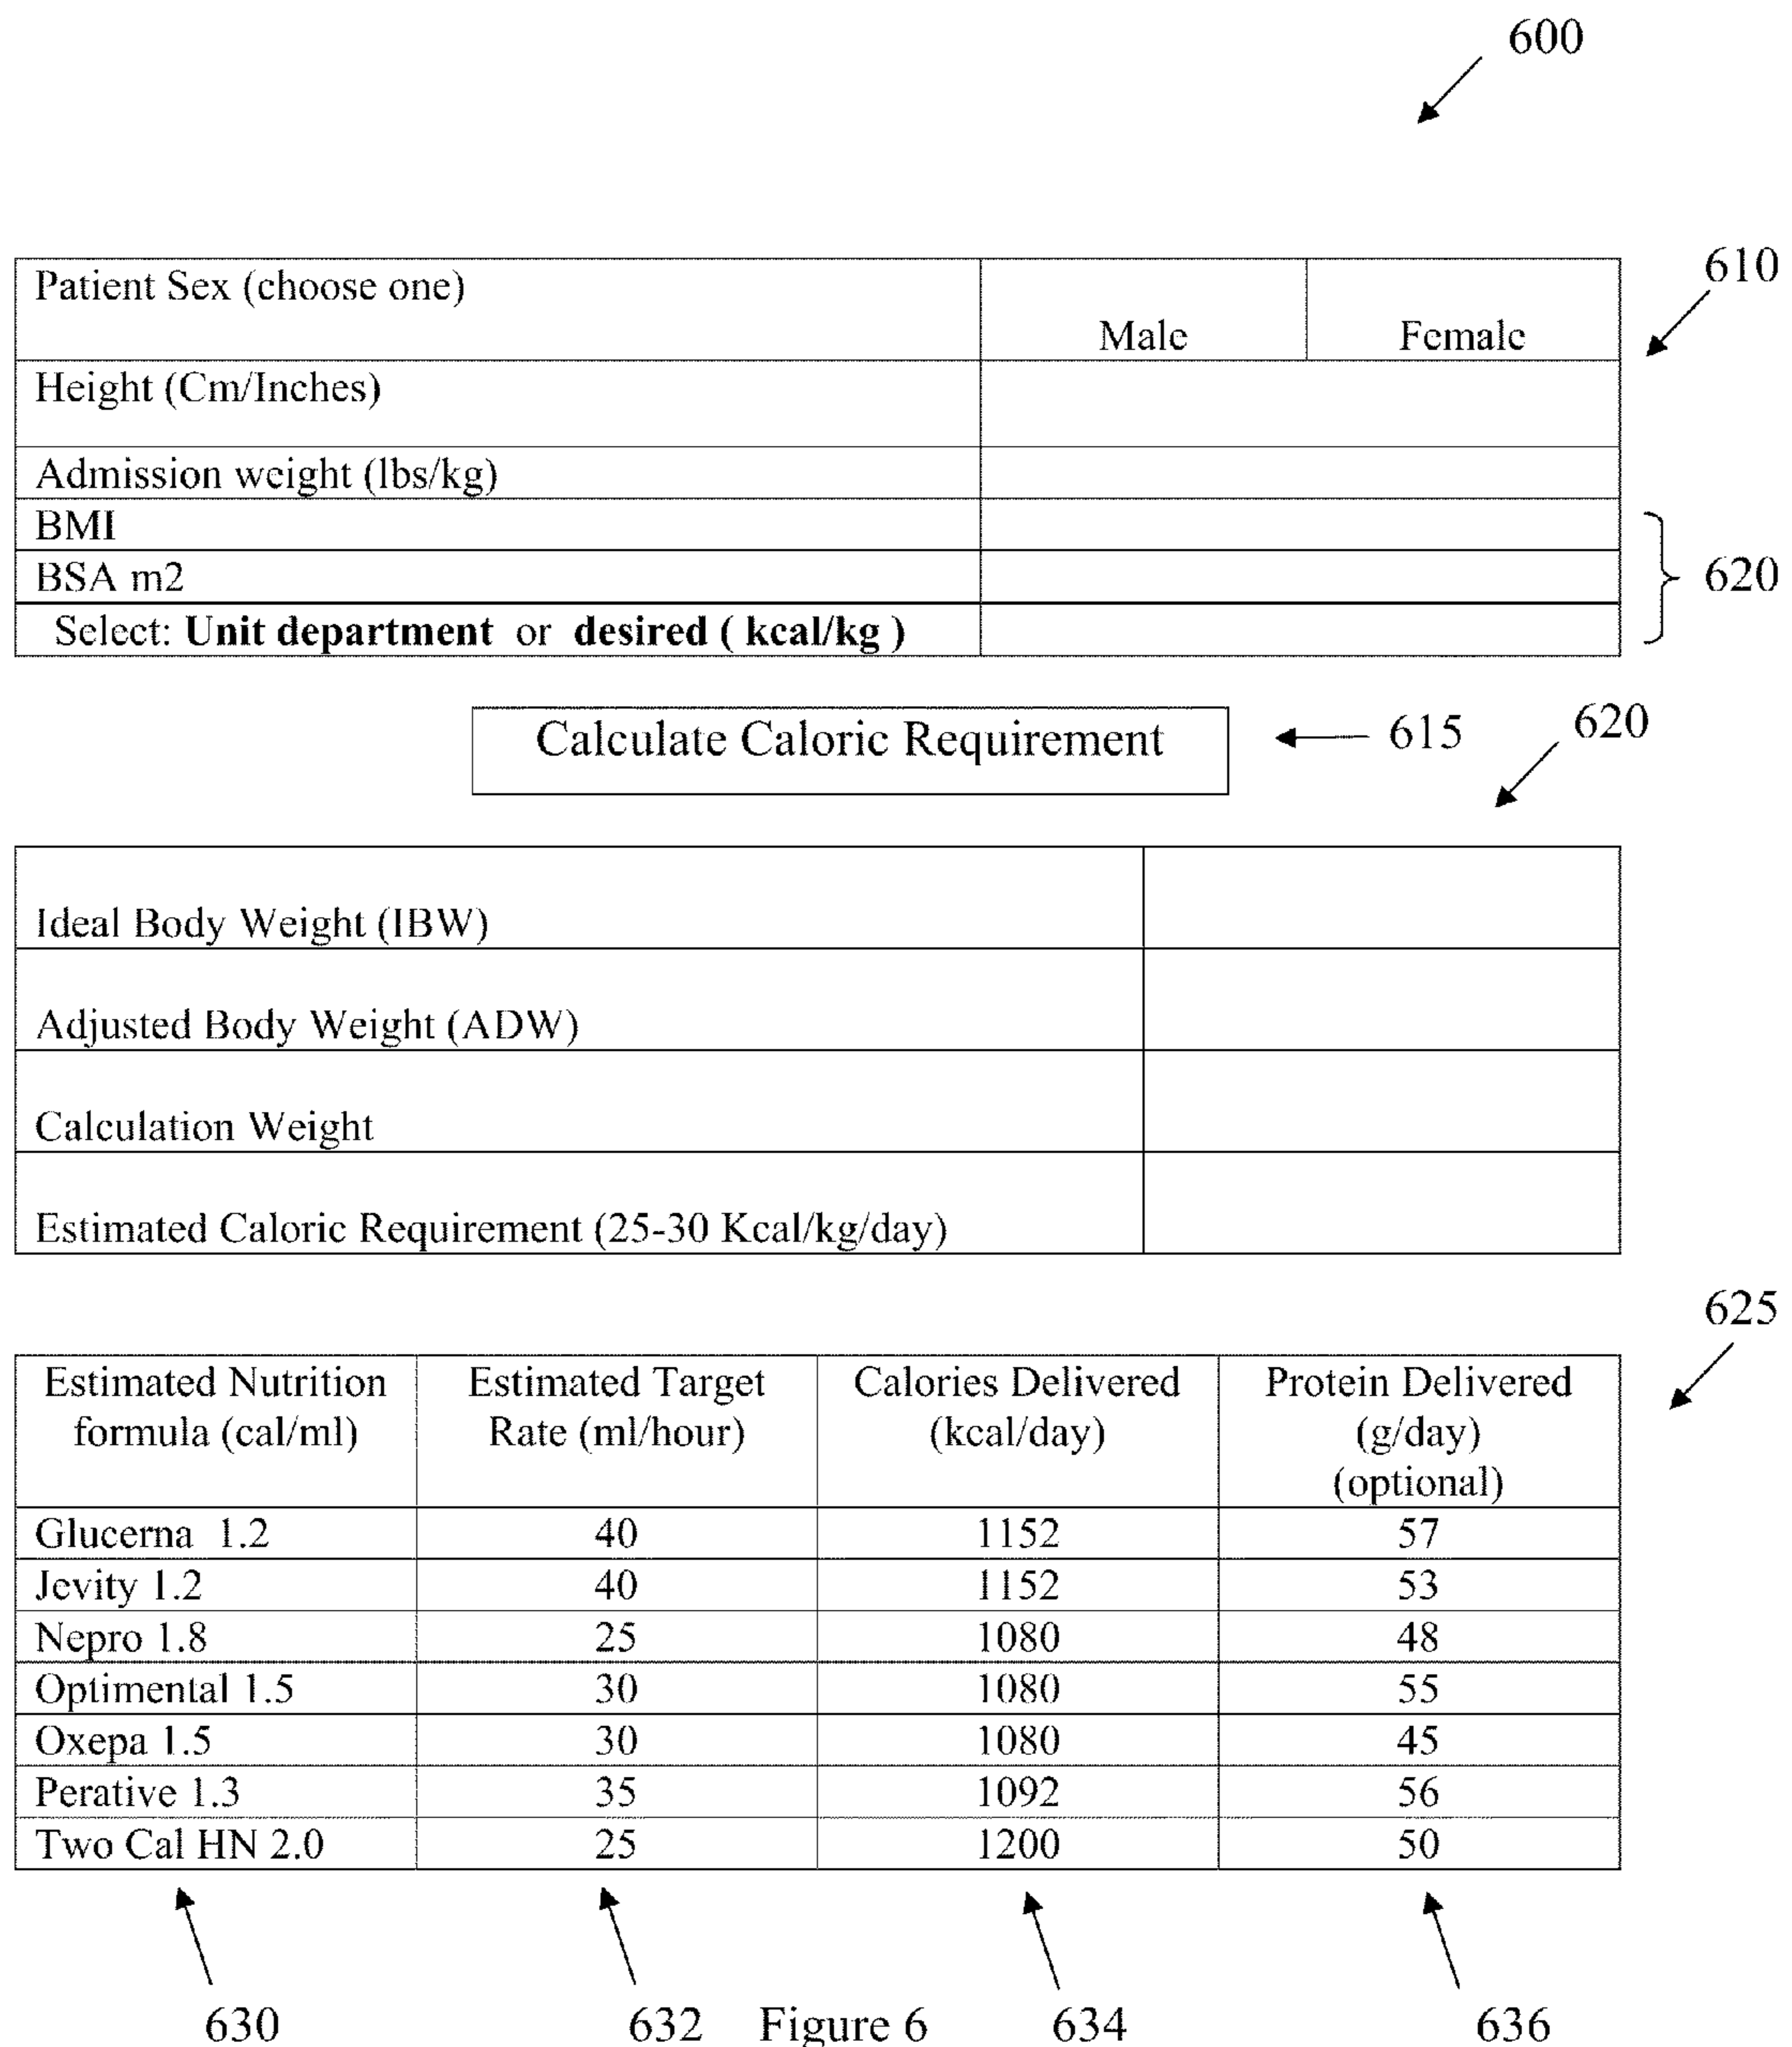 600
610
Patient Sex (choose one)
Male Female
Height (Cm/Inches)
Admission weight (lbs/kg)
BMI
BSA m2
620
Select: Unit department or desired ( kcal/kg )
Calculate Caloric Requirement
615
620
Ideal Body Weight (IBW)
Adjusted Body Weight (ADW)
Calculation Weight
Estimated Caloric Requirement (25-30 Kcal/kg/day)
625
Estimated Nutrition formula (cal/ml) Estimated Target Rate (ml/hour) Calories Delivered (kcal/day) Protein Delivered (g/day) (optional)
Glucerna 1.2 40 1152 57
Jevity 1.2 40 1152 53
Nepro 1.8 25 1080 48
Optimental 1.5 30 1080 55
Oxepa 1.5 30 1080 45
Perative 1.3 35 1092 56
Two Cal HN 2.0 25 1200 50
630 632 Figure 6 634 636